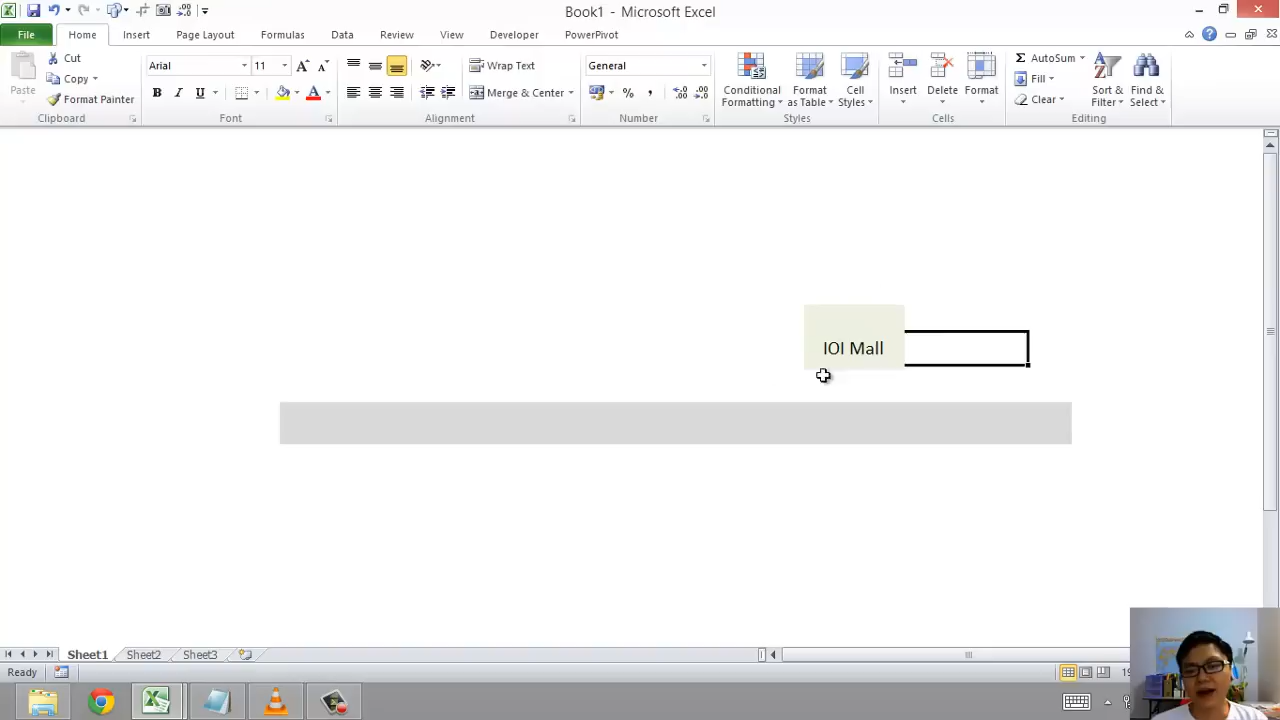 Book1 - Microsoft Excel
File Home Insert Page Layout Formulas Data Review View Developer PowerPivot
Paste
Cut
Copy
Format Painter
Clipboard
Arial 11
B I U
Font
Wrap Text
Merge & Center
Alignment
General
%
Number
Conditional Formatting
Format as Table
Cell Styles
Styles
Insert
Delete
Format
Cells
AutoSum
Fill
Clear
Sort & Filter
Find & Select
Editing
IOI Mall
Sheet1 Sheet2 Sheet3
Ready